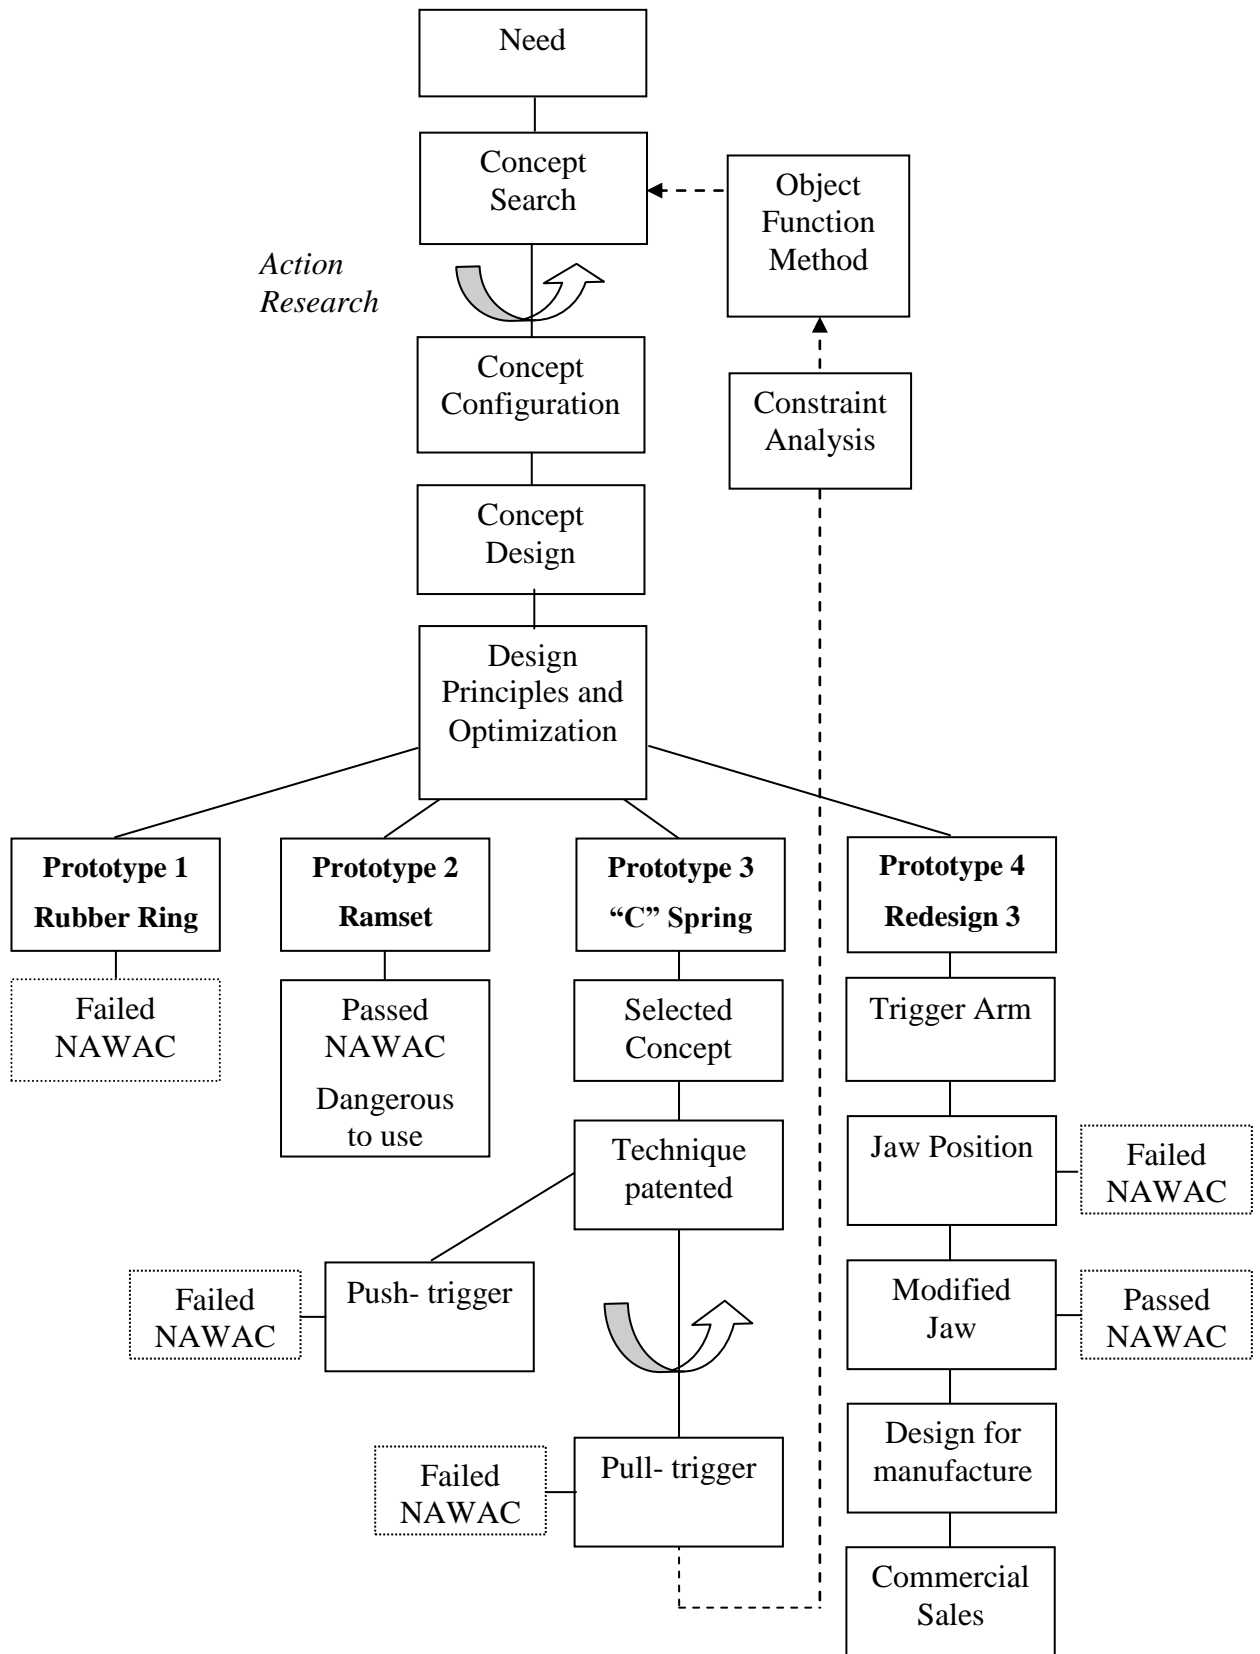 Need
Concept
Search
Object
Function
Method
Action
Research
Concept
Configuration
Constraint
Analysis
Concept
Design
Design
Principles and
Optimization
Prototype 1
Rubber Ring
Prototype 2
Ramset
Prototype 3
“C” Spring
Prototype 4
Redesign 3
Failed
NAWAC
Passed
NAWAC
Dangerous
to use
Selected
Concept
Trigger Arm
Technique
patented
Jaw Position
Failed
NAWAC
Failed
NAWAC
Push- trigger
Modified
Jaw
Passed
NAWAC
Failed
NAWAC
Pull- trigger
Design for
manufacture
Commercial
Sales